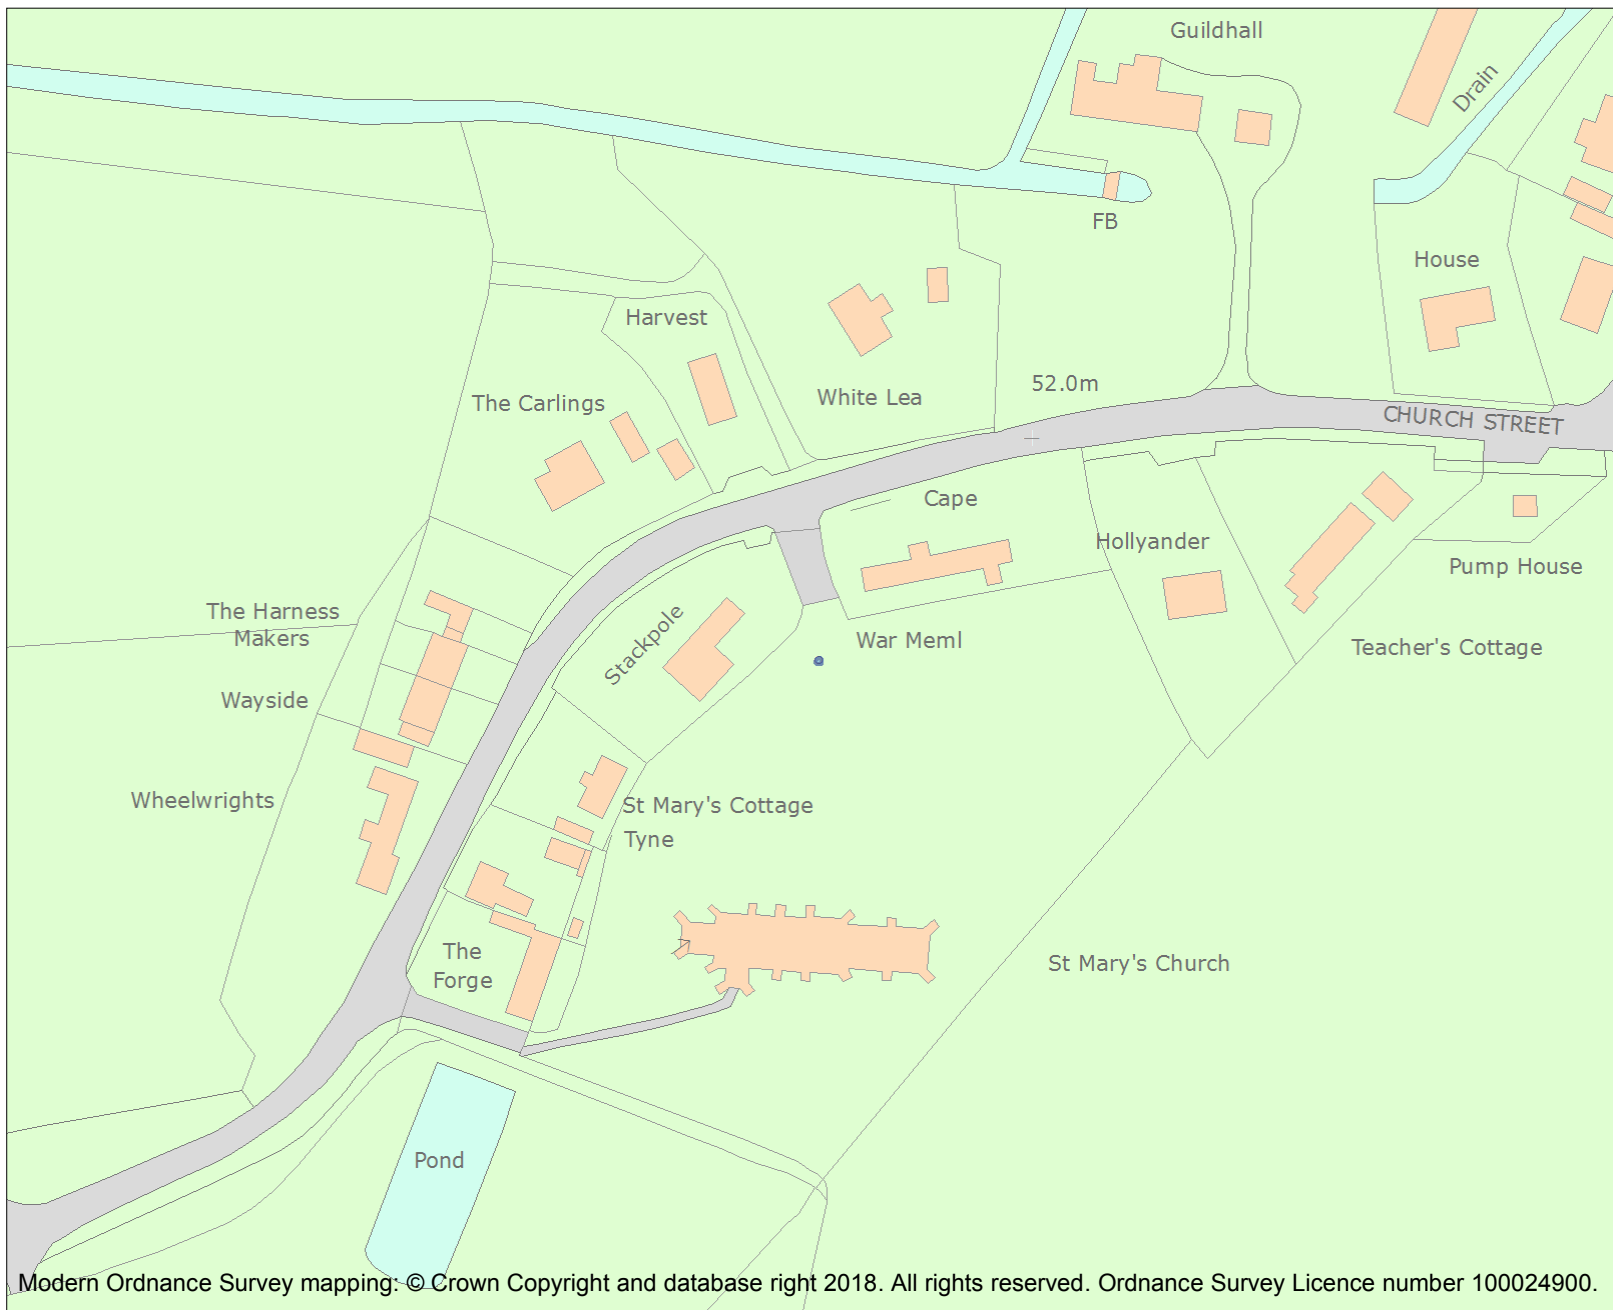 Guildhall
Drain
FB
House
Harvest
52.0m
White Lea
The Carlings
CHURCH STREET
Cape
Hollyander
Pump House
The Harness
Makers
Stackpole
War Meml
Teacher's Cottage
Wayside
Wheelwrights
St Mary's Cottage
Tyne
The
Forge
St Mary's Church
Pond
Modern Ordnance Survey mapping: © Crown Copyright and database right 2018. All rights reserved. Ordnance Survey Licence number 100024900.